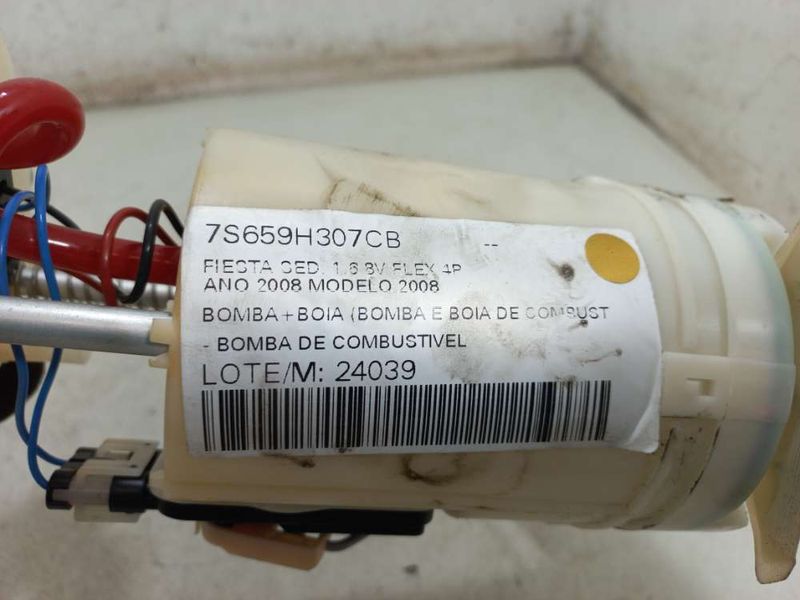 7S659H307CB --
FIESTA SED. 1.6 8V FLEX 4P
ANO 2008 MODELO 2008
BOMBA+BOIA (BOMBA E BOIA DE COMBUST
- BOMBA DE COMBUSTIVEL
LOTE/M: 24039